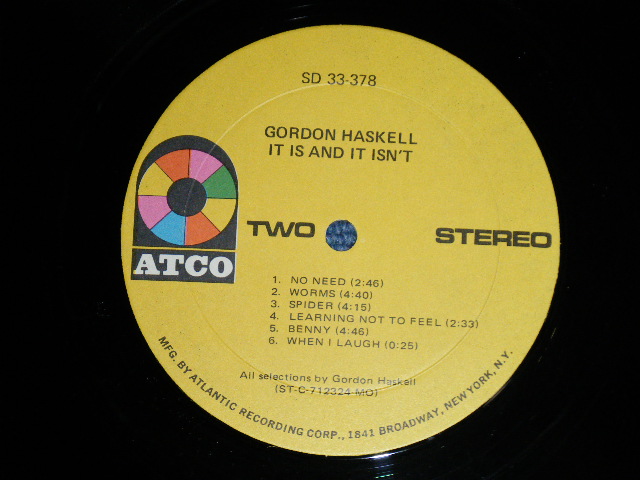 SD 33-378
GORDON HASKELL
IT IS AND IT ISN'T
ATCO
TWO
STEREO
1. NO NEED (2:46)
2. WORMS (4:40)
3. SPIDER (4:15)
4. LEARNING NOT TO FEEL (2:33)
5. BENNY (4:46)
6. WHEN I LAUGH (0:25)
All selections by Gordon Haskell
(ST-C-712324-MO)
MFG. BY ATLANTIC RECORDING CORP., 1841 BROADWAY, NEW YORK, N.Y.